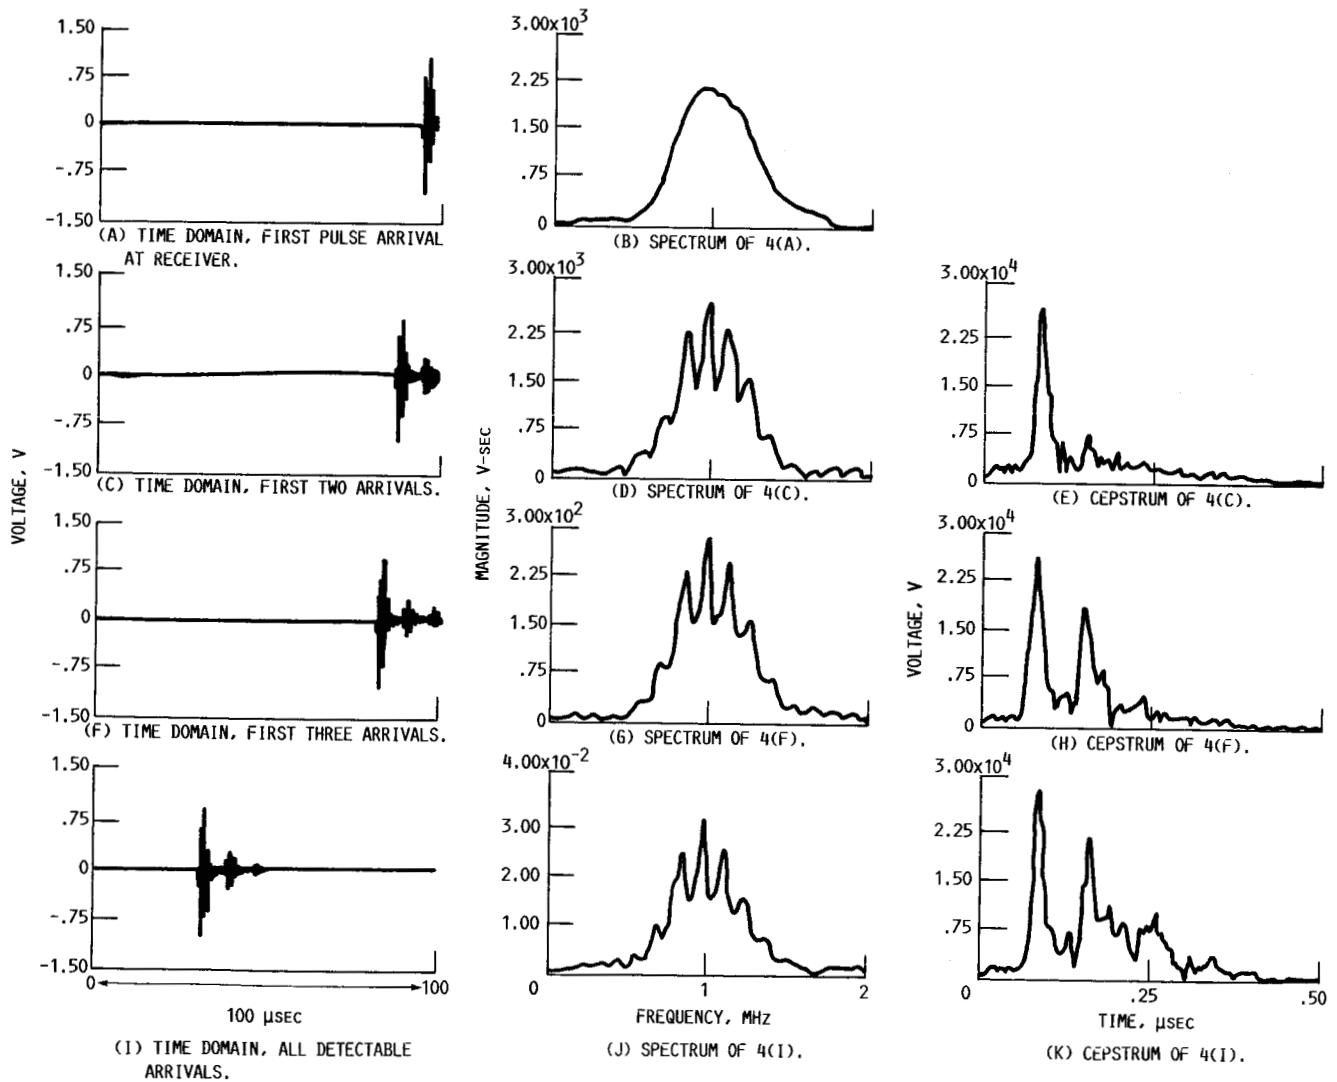 1.50
.75
0
-.75
-1.50
(A) TIME DOMAIN, FIRST PULSE ARRIVAL
AT RECEIVER.
3.00x10^3
2.25
1.50
.75
0
(B) SPECTRUM OF 4(A).
1.50
.75
0
-.75
-1.50
(C) TIME DOMAIN, FIRST TWO ARRIVALS.
3.00x10^3
2.25
1.50
.75
0
(D) SPECTRUM OF 4(C).
3.00x10^4
2.25
1.50
.75
0
(E) CEPSTRUM OF 4(C).
VOLTAGE, V
MAGNITUDE, V-SEC
VOLTAGE, V
1.50
.75
0
-.75
-1.50
(F) TIME DOMAIN, FIRST THREE ARRIVALS.
3.00x10^2
2.25
1.50
.75
0
(G) SPECTRUM OF 4(F).
3.00x10^4
2.25
1.50
.75
0
(H) CEPSTRUM OF 4(F).
1.50
.75
0
-.75
-1.50
0 100
100 µSEC
(I) TIME DOMAIN, ALL DETECTABLE
ARRIVALS.
4.00x10^-2
3.00
2.00
1.00
0
0 1 2
FREQUENCY, MHz
(J) SPECTRUM OF 4(I).
3.00x10^4
2.25
1.50
.75
0
0 .25 .50
TIME, µSEC
(K) CEPSTRUM OF 4(I).